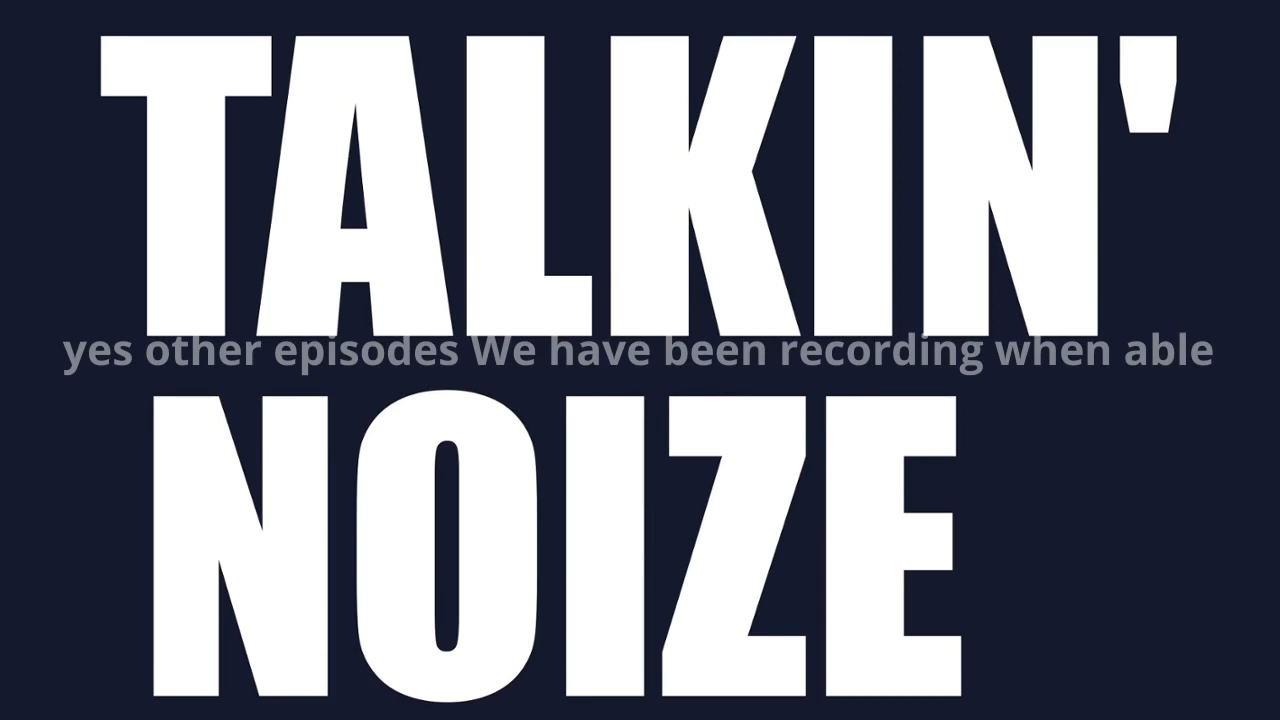 TALKIN'
yes other episodes We have been recording when able
NOIZE